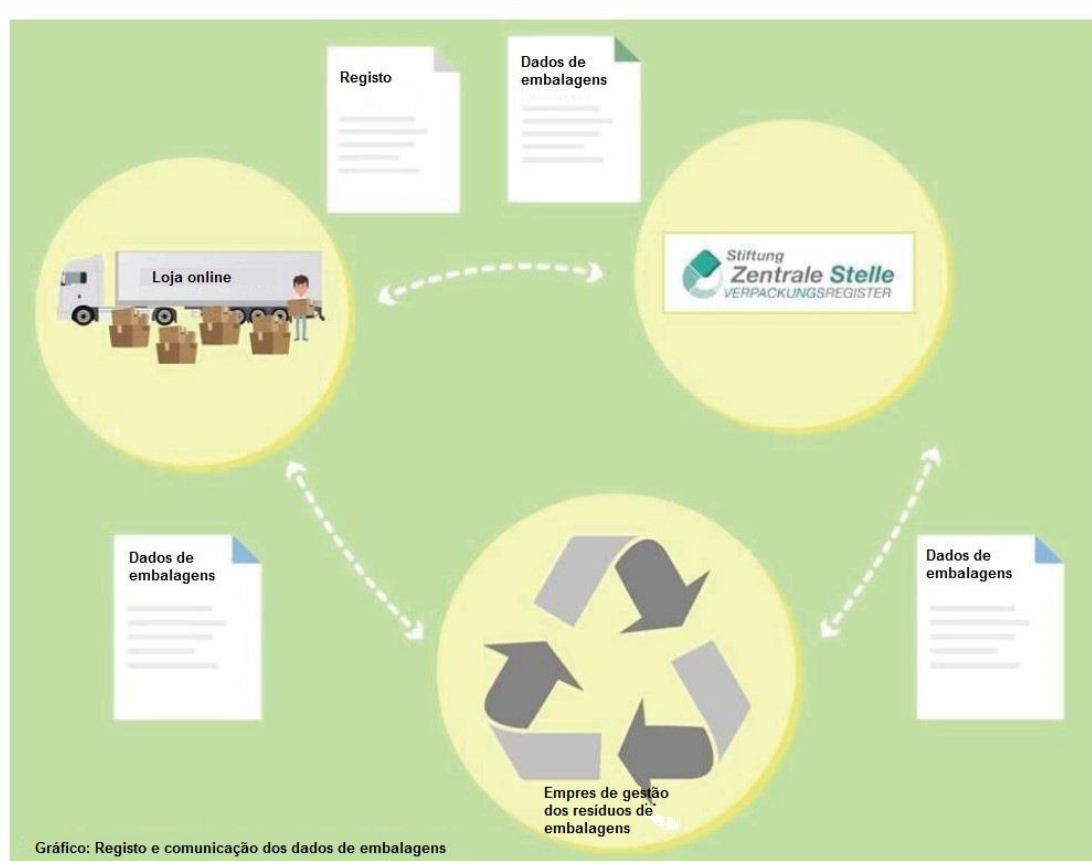 Registo
Dados de
embalagens
Loja online
Stiftung
Zentrale Stelle
VERPACKUNGSREGISTER
Dados de
embalagens
Dados de
embalagens
Empres de gestão
dos resíduos de
embalagens
Gráfico: Registo e comunicação dos dados de embalagens